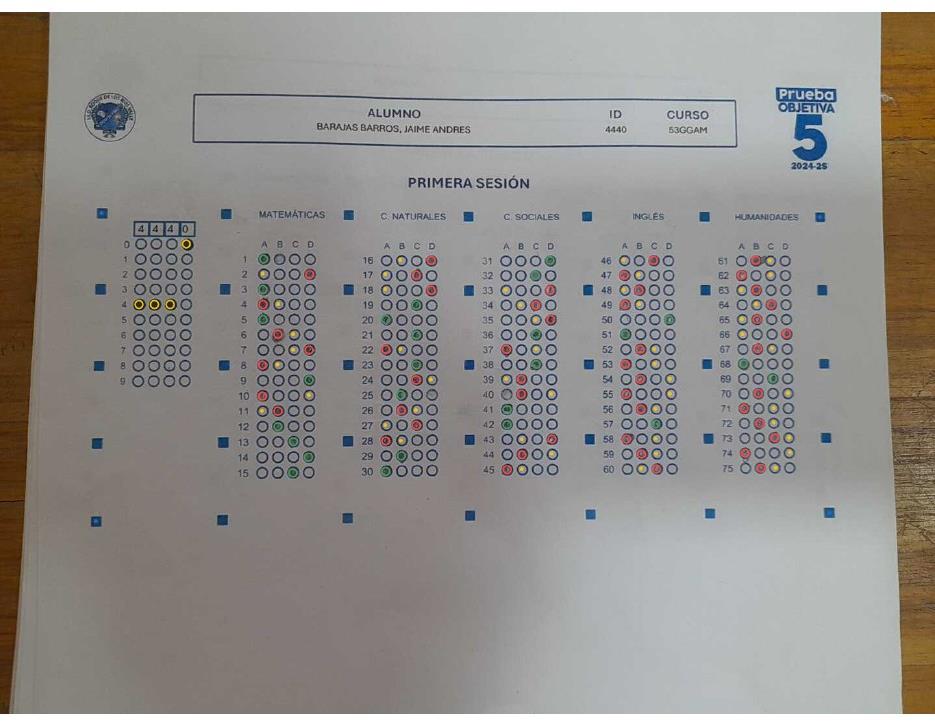 Prueba
OBJETIVA
5
2024-2S
ALUMNO ID CURSO
BARAJAS BARROS, JAIME ANDRES 4440 53GGAM
PRIMERA SESIÓN
MATEMÁTICAS C. NATURALES C. SOCIALES INGLÉS HUMANIDADES
4 4 4 0
A B C D A B C D A B C D A B C D A B C D
0
1 1 16 31 46 61
2 2 17 32 47 62
3 3 18 33 48 63
4 4 19 34 49 64
5 5 20 35 50 65
6 6 21 36 51 66
7 7 22 37 52 67
8 8 23 38 53 68
9 9 24 39 54 69
10 25 40 55 70
11 26 41 56 71
12 27 42 57 72
13 28 43 58 73
14 29 44 59 74
15 30 45 60 75